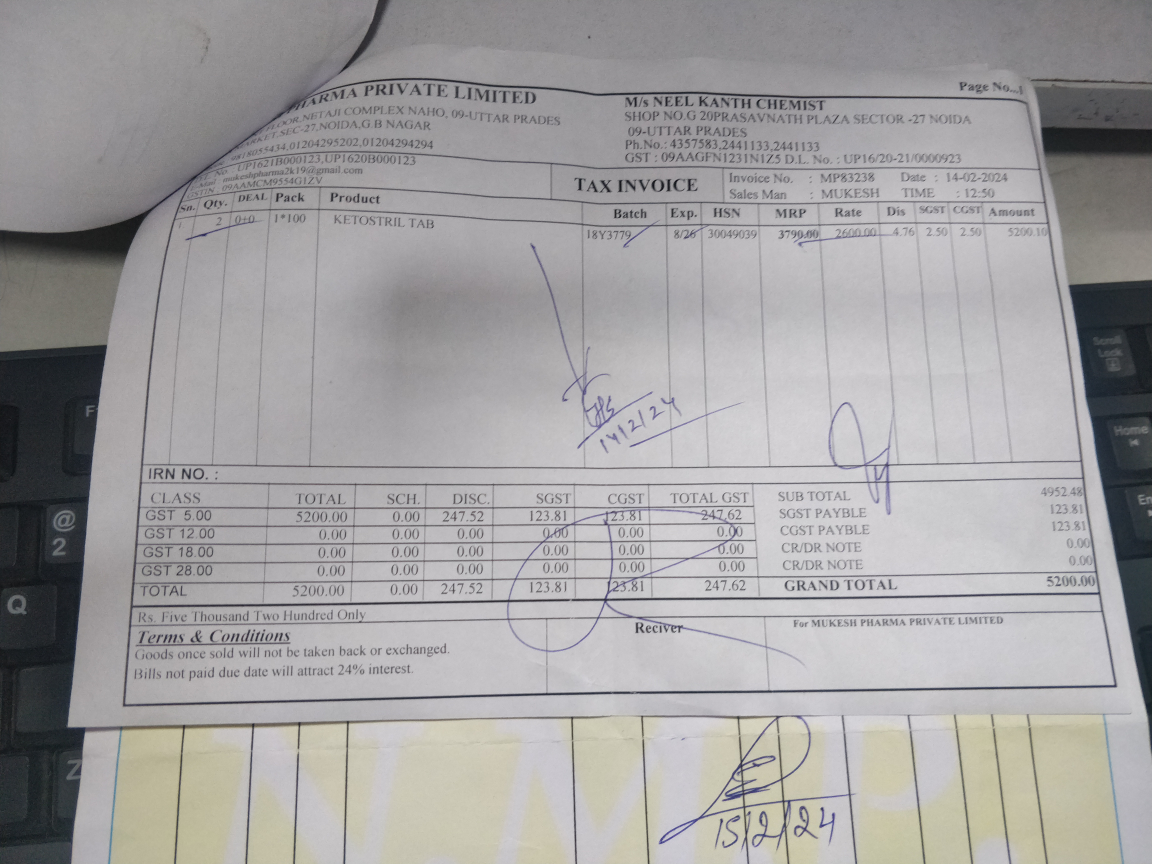 Page No...1
PHARMA PRIVATE LIMITED
FLOOR,NETAJI COMPLEX NAHO, 09-UTTAR PRADES
MARKET,SEC-27,NOIDA,G.B NAGAR
4818055434,01204295202,01204294294
No : UP1621B000123,UP1620B000123
E-Mail : mukeshpharma2k19@gmail.com
GSTIN : 09AAMCM9554G1ZV
M/s NEEL KANTH CHEMIST
SHOP NO.G 20PRASAVNATH PLAZA SECTOR -27 NOIDA
09-UTTAR PRADES
Ph.No.: 4357583,2441133,2441133
GST : 09AAGFN1231N1Z5 D.L. No. : UP16/20-21/0000923
TAX INVOICE
Invoice No. : MP83238 Date : 14-02-2024
Sales Man : MUKESH TIME : 12:50
Sn. Qty. DEAL Pack Product Batch Exp. HSN MRP Rate Dis SGST CGST Amount
1 2 0+0 1*100 KETOSTRIL TAB 18Y3779 8/26 30049039 3790.00 2600.00 4.76 2.50 2.50 5200.10
14/2/24
IRN NO. :
CLASS TOTAL SCH. DISC. SGST CGST TOTAL GST
GST 5.00 5200.00 0.00 247.52 123.81 123.81 247.62
GST 12.00 0.00 0.00 0.00 0.00 0.00 0.00
GST 18.00 0.00 0.00 0.00 0.00 0.00 0.00
GST 28.00 0.00 0.00 0.00 0.00 0.00 0.00
TOTAL 5200.00 0.00 247.52 123.81 123.81 247.62
SUB TOTAL 4952.48
SGST PAYBLE 123.81
CGST PAYBLE 123.81
CR/DR NOTE 0.00
CR/DR NOTE 0.00
GRAND TOTAL 5200.00
Rs. Five Thousand Two Hundred Only
Terms & Conditions
Goods once sold will not be taken back or exchanged.
Bills not paid due date will attract 24% interest.
Reciver
For MUKESH PHARMA PRIVATE LIMITED
15/2/24
Scroll
Lock
Home
@
2
Q
Z